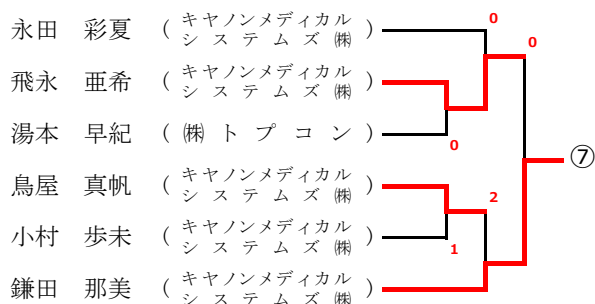 永田 彩夏 ( キヤノンメディカルシステムズ㈱ ) 0 0
飛永 亜希 ( キヤノンメディカルシステムズ㈱ )
湯本 早紀 ( ㈱トプコン ) 0
⑦
鳥屋 真帆 ( キヤノンメディカルシステムズ㈱ ) 2
小村 歩未 ( キヤノンメディカルシステムズ㈱ ) 1
鎌田 那美 ( キヤノンメディカルシステムズ㈱ )